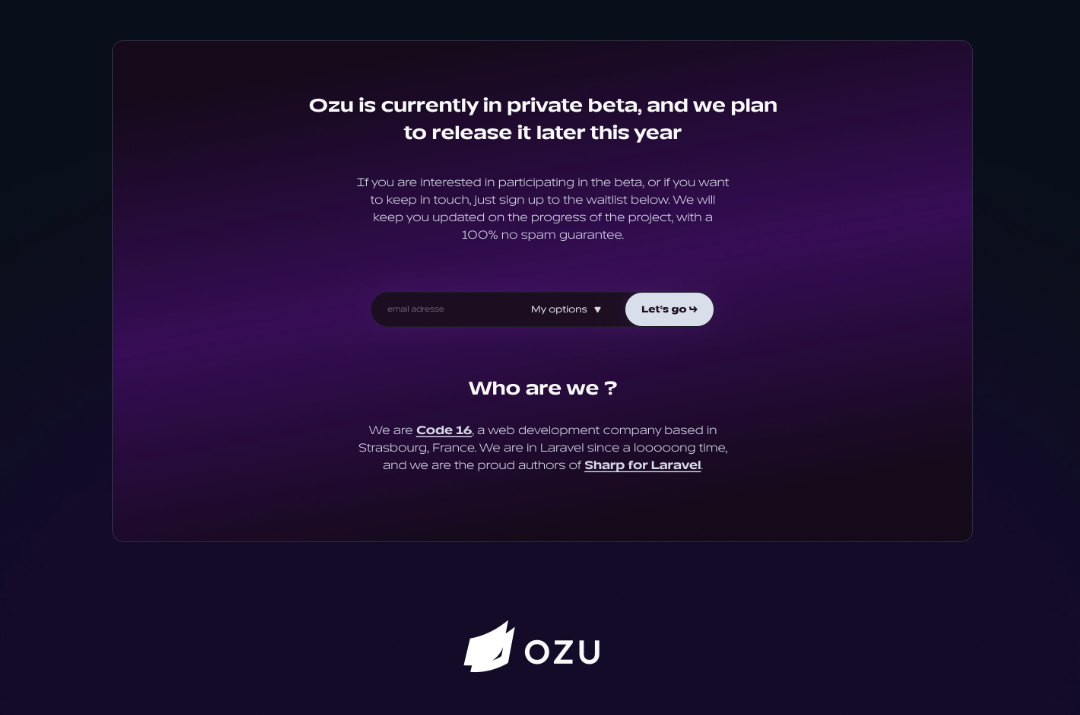 Ozu is currently in private beta, and we plan
to release it later this year
If you are interested in participating in the beta, or if you want
to keep in touch, just sign up to the waitlist below. We will
keep you updated on the progress of the project, with a
100% no spam guarantee.
email adresse My options ▼ Let's go ↪
Who are we ?
We are Code 16, a web development company based in
Strasbourg, France. We are in Laravel since a looooong time,
and we are the proud authors of Sharp for Laravel.
OZU